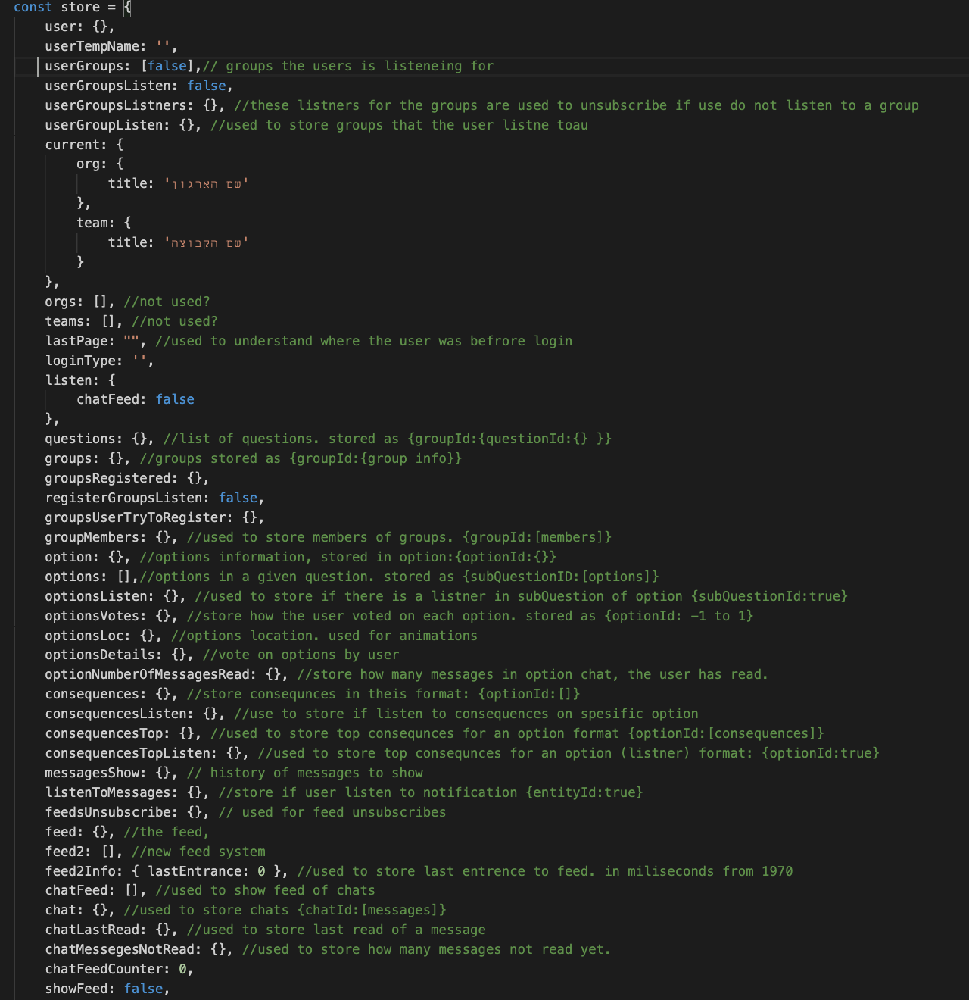 const store = {
    user: {},
    userTempName: '',
    userGroups: [false],// groups the users is listeneing for
    userGroupsListen: false,
    userGroupsListners: {}, //these listners for the groups are used to unsubscribe if use do not listen to a group
    userGroupListen: {}, //used to store groups that the user listne toau
    current: {
        org: {
            title: 'שם הארגון'
        },
        team: {
            title: 'שם הקבוצה'
        }
    },
    orgs: [], //not used?
    teams: [], //not used?
    lastPage: "", //used to understand where the user was befrore login
    loginType: '',
    listen: {
        chatFeed: false
    },
    questions: {}, //list of questions. stored as {groupId:{questionId:{} }}
    groups: {}, //groups stored as {groupId:{group info}}
    groupsRegistered: {},
    registerGroupsListen: false,
    groupsUserTryToRegister: {},
    groupMembers: {}, //used to store members of groups. {groupId:[members]}
    option: {}, //options information, stored in option:{optionId:{}}
    options: [],//options in a given question. stored as {subQuestionID:[options]}
    optionsListen: {}, //used to store if there is a listner in subQuestion of option {subQuestionId:true}
    optionsVotes: {}, //store how the user voted on each option. stored as {optionId: -1 to 1}
    optionsLoc: {}, //options location. used for animations
    optionsDetails: {}, //vote on options by user
    optionNumberOfMessagesRead: {}, //store how many messages in option chat, the user has read.
    consequences: {}, //store consequnces in theis format: {optionId:[]}
    consequencesListen: {}, //use to store if listen to consequences on spesific option
    consequencesTop: {}, //used to store top consequnces for an option format {optionId:[consequences]}
    consequencesTopListen: {}, //used to store top consequnces for an option (listner) format: {optionId:true}
    messagesShow: {}, // history of messages to show
    listenToMessages: {}, //store if user listen to notification {entityId:true}
    feedsUnsubscribe: {}, // used for feed unsubscribes
    feed: {}, //the feed,
    feed2: [], //new feed system
    feed2Info: { lastEntrance: 0 }, //used to store last entrence to feed. in miliseconds from 1970
    chatFeed: [], //used to show feed of chats
    chat: {}, //used to store chats {chatId:[messages]}
    chatLastRead: {}, //used to store last read of a message
    chatMessegesNotRead: {}, //used to store how many messages not read yet.
    chatFeedCounter: 0,
    showFeed: false,